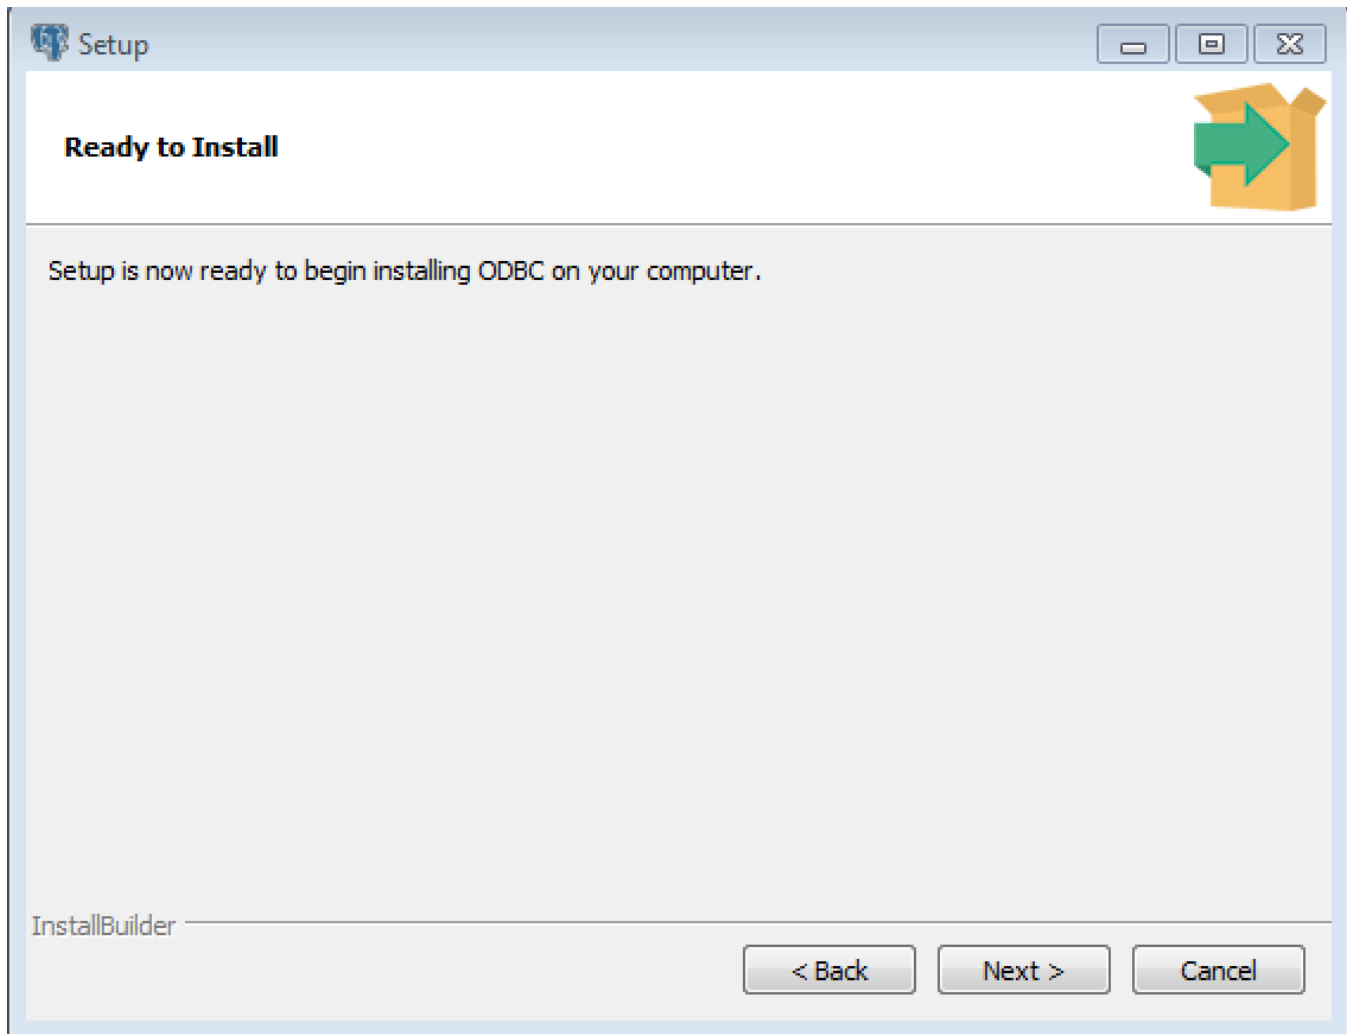 Setup
Ready to Install
Setup is now ready to begin installing ODBC on your computer.
InstallBuilder
< Back
Next >
Cancel